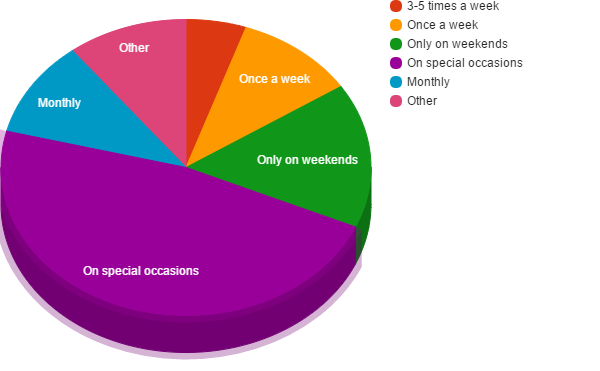 3-5 times a week
Once a week
Only on weekends
On special occasions
Monthly
Other
Other
Once a week
Monthly
Only on weekends
On special occasions